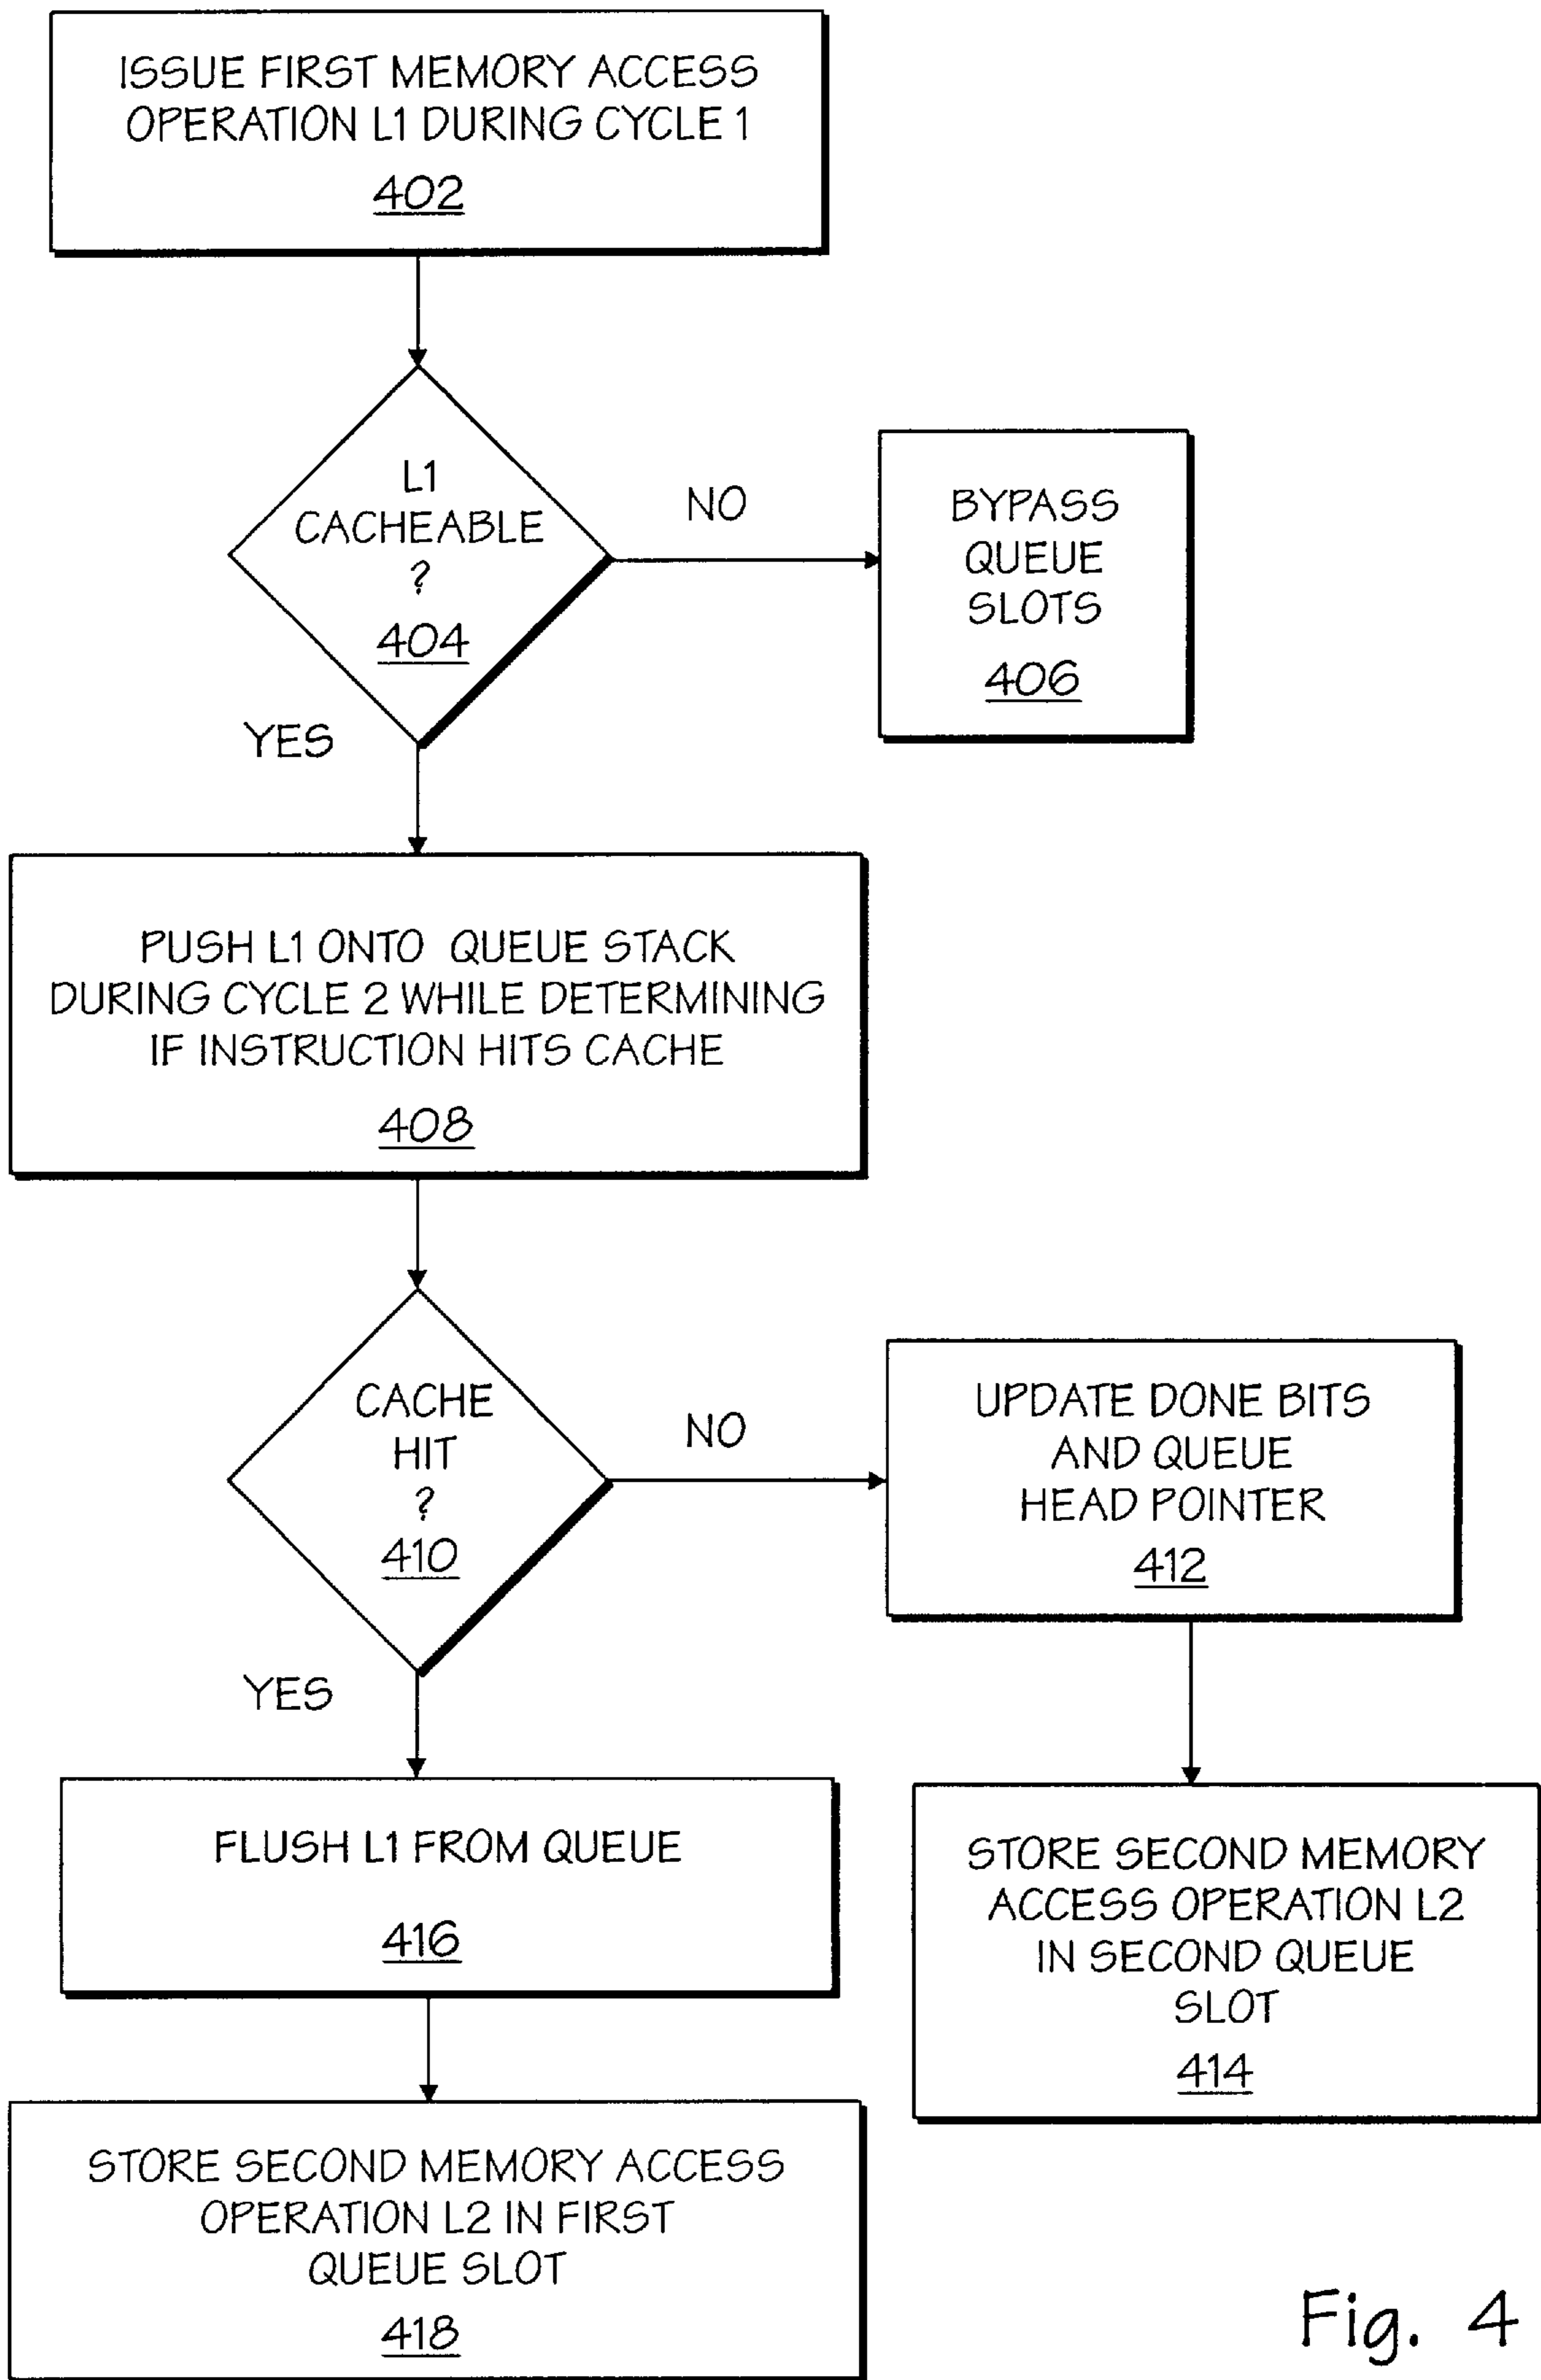 ISSUE FIRST MEMORY ACCESS
OPERATION L1 DURING CYCLE 1
402
L1
CACHEABLE
?
404
NO
BYPASS
QUEUE
SLOTS
406
YES
PUSH L1 ONTO QUEUE STACK
DURING CYCLE 2 WHILE DETERMINING
IF INSTRUCTION HITS CACHE
408
CACHE
HIT
?
410
NO
UPDATE DONE BITS
AND QUEUE
HEAD POINTER
412
YES
FLUSH L1 FROM QUEUE
416
STORE SECOND MEMORY
ACCESS OPERATION L2
IN SECOND QUEUE
SLOT
414
STORE SECOND MEMORY ACCESS
OPERATION L2 IN FIRST
QUEUE SLOT
418
Fig. 4